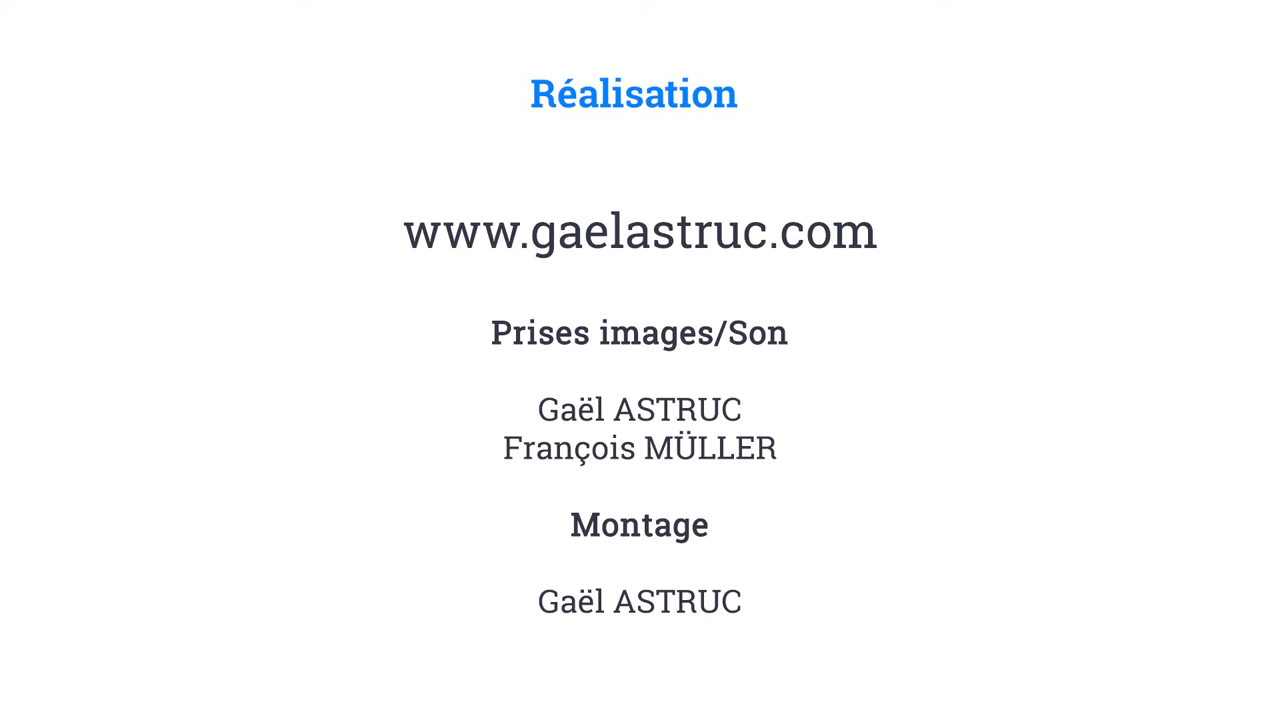 Réalisation
www.gaelastruc.com
Prises images/Son
Gaël ASTRUC
François MÜLLER
Montage
Gaël ASTRUC